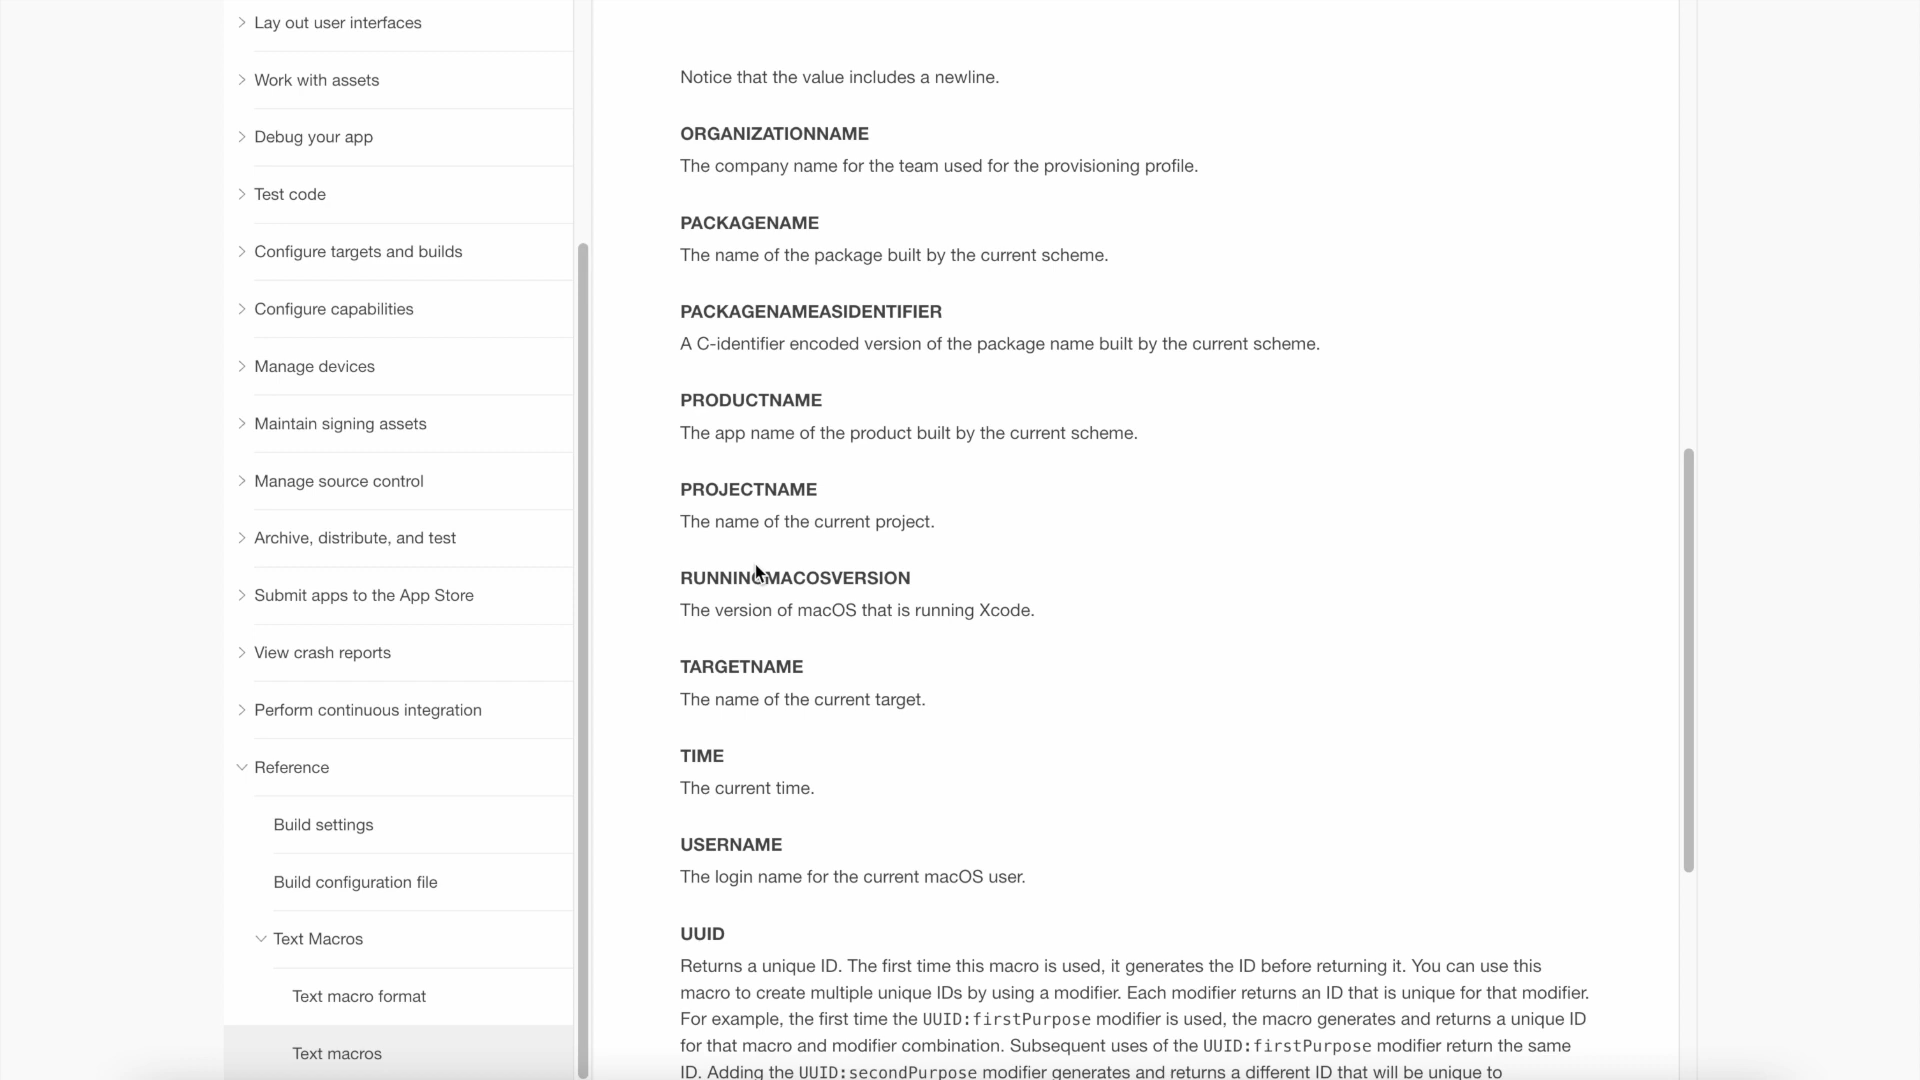 Lay out user interfaces
Work with assets
Debug your app
Test code
Configure targets and builds
Configure capabilities
Manage devices
Maintain signing assets
Manage source control
Archive, distribute, and test
Submit apps to the App Store
View crash reports
Perform continuous integration
Reference
Build settings
Build configuration file
Text Macros
Text macro format
Text macros
Notice that the value includes a newline.
ORGANIZATIONNAME
The company name for the team used for the provisioning profile.
PACKAGENAME
The name of the package built by the current scheme.
PACKAGENAMEASIDENTIFIER
A C-identifier encoded version of the package name built by the current scheme.
PRODUCTNAME
The app name of the product built by the current scheme.
PROJECTNAME
The name of the current project.
RUNNINGMACOSVERSION
The version of macOS that is running Xcode.
TARGETNAME
The name of the current target.
TIME
The current time.
USERNAME
The login name for the current macOS user.
UUID
Returns a unique ID. The first time this macro is used, it generates the ID before returning it. You can use this
macro to create multiple unique IDs by using a modifier. Each modifier returns an ID that is unique for that modifier.
For example, the first time the UUID:firstPurpose modifier is used, the macro generates and returns a unique ID
for that macro and modifier combination. Subsequent uses of the UUID:firstPurpose modifier return the same
ID. Adding the UUID:secondPurpose modifier generates and returns a different ID that will be unique to